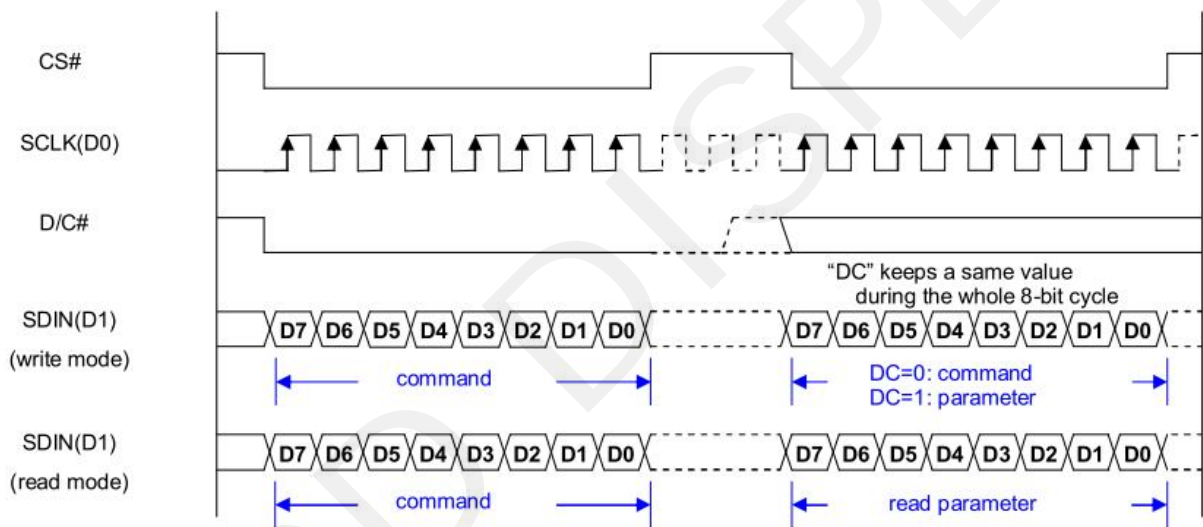 CS#
SCLK(D0)
D/C#
“DC” keeps a same value
during the whole 8-bit cycle
SDIN(D1)
(write mode)
D7 D6 D5 D4 D3 D2 D1 D0 D7 D6 D5 D4 D3 D2 D1 D0
command
DC=0: command
DC=1: parameter
SDIN(D1)
(read mode)
D7 D6 D5 D4 D3 D2 D1 D0 D7 D6 D5 D4 D3 D2 D1 D0
command
read parameter